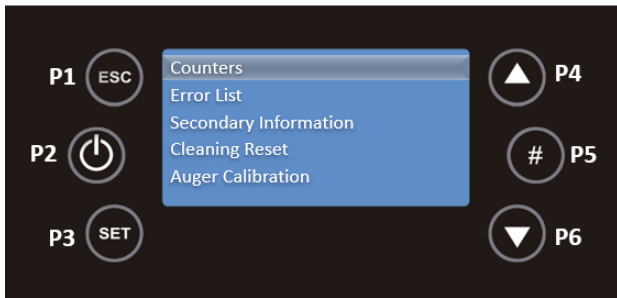 P1 ESC
P2
P3 SET
Counters
Error List
Secondary Information
Cleaning Reset
Auger Calibration
P4
# P5
P6